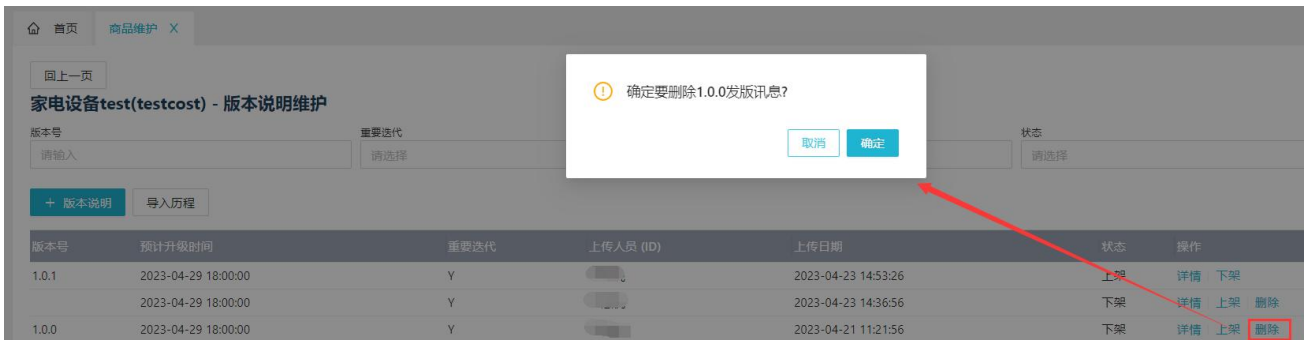 首页 商品维护 X
回上一页
家电设备test(testcost) - 版本说明维护
确定要删除1.0.0发版讯息?
取消 确定
版本号 重要迭代 状态
请输入 请选择 请选择
+ 版本说明 导入历程
版本号 预计升级时间 重要迭代 上传人员 (ID) 上传日期 状态 操作
1.0.1 2023-04-29 18:00:00 Y 2023-04-23 14:53:26 上架 详情 下架
2023-04-29 18:00:00 Y 2023-04-23 14:36:56 下架 详情 上架 删除
1.0.0 2023-04-29 18:00:00 Y 2023-04-21 11:21:56 下架 详情 上架 删除